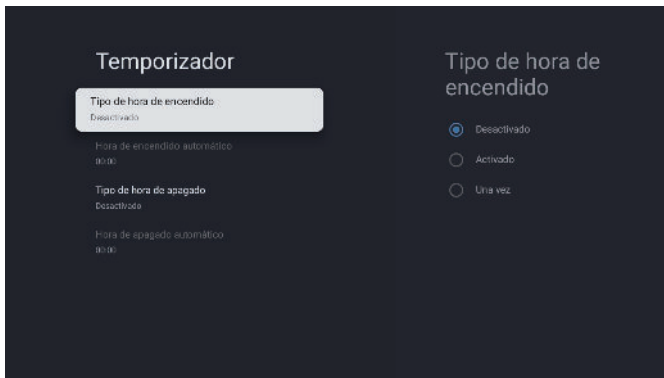 Temporizador
Tipo de hora de encendido
Desactivado
Hora de encendido automático
00:00
Tipo de hora de apagado
Desactivado
Hora de apagado automático
00:00
Tipo de hora de
encendido
Desactivado
Activado
Una vez